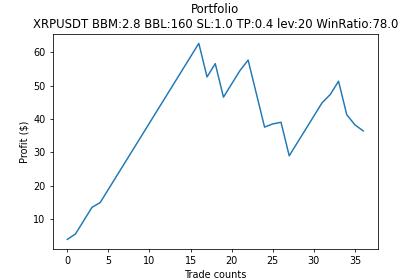 Portfolio
XRPUSDT BBM:2.8 BBL:160 SL:1.0 TP:0.4 lev:20 WinRatio:78.0
60
50
40
30
20
10
Profit ($)
0 5 10 15 20 25 30 35
Trade counts